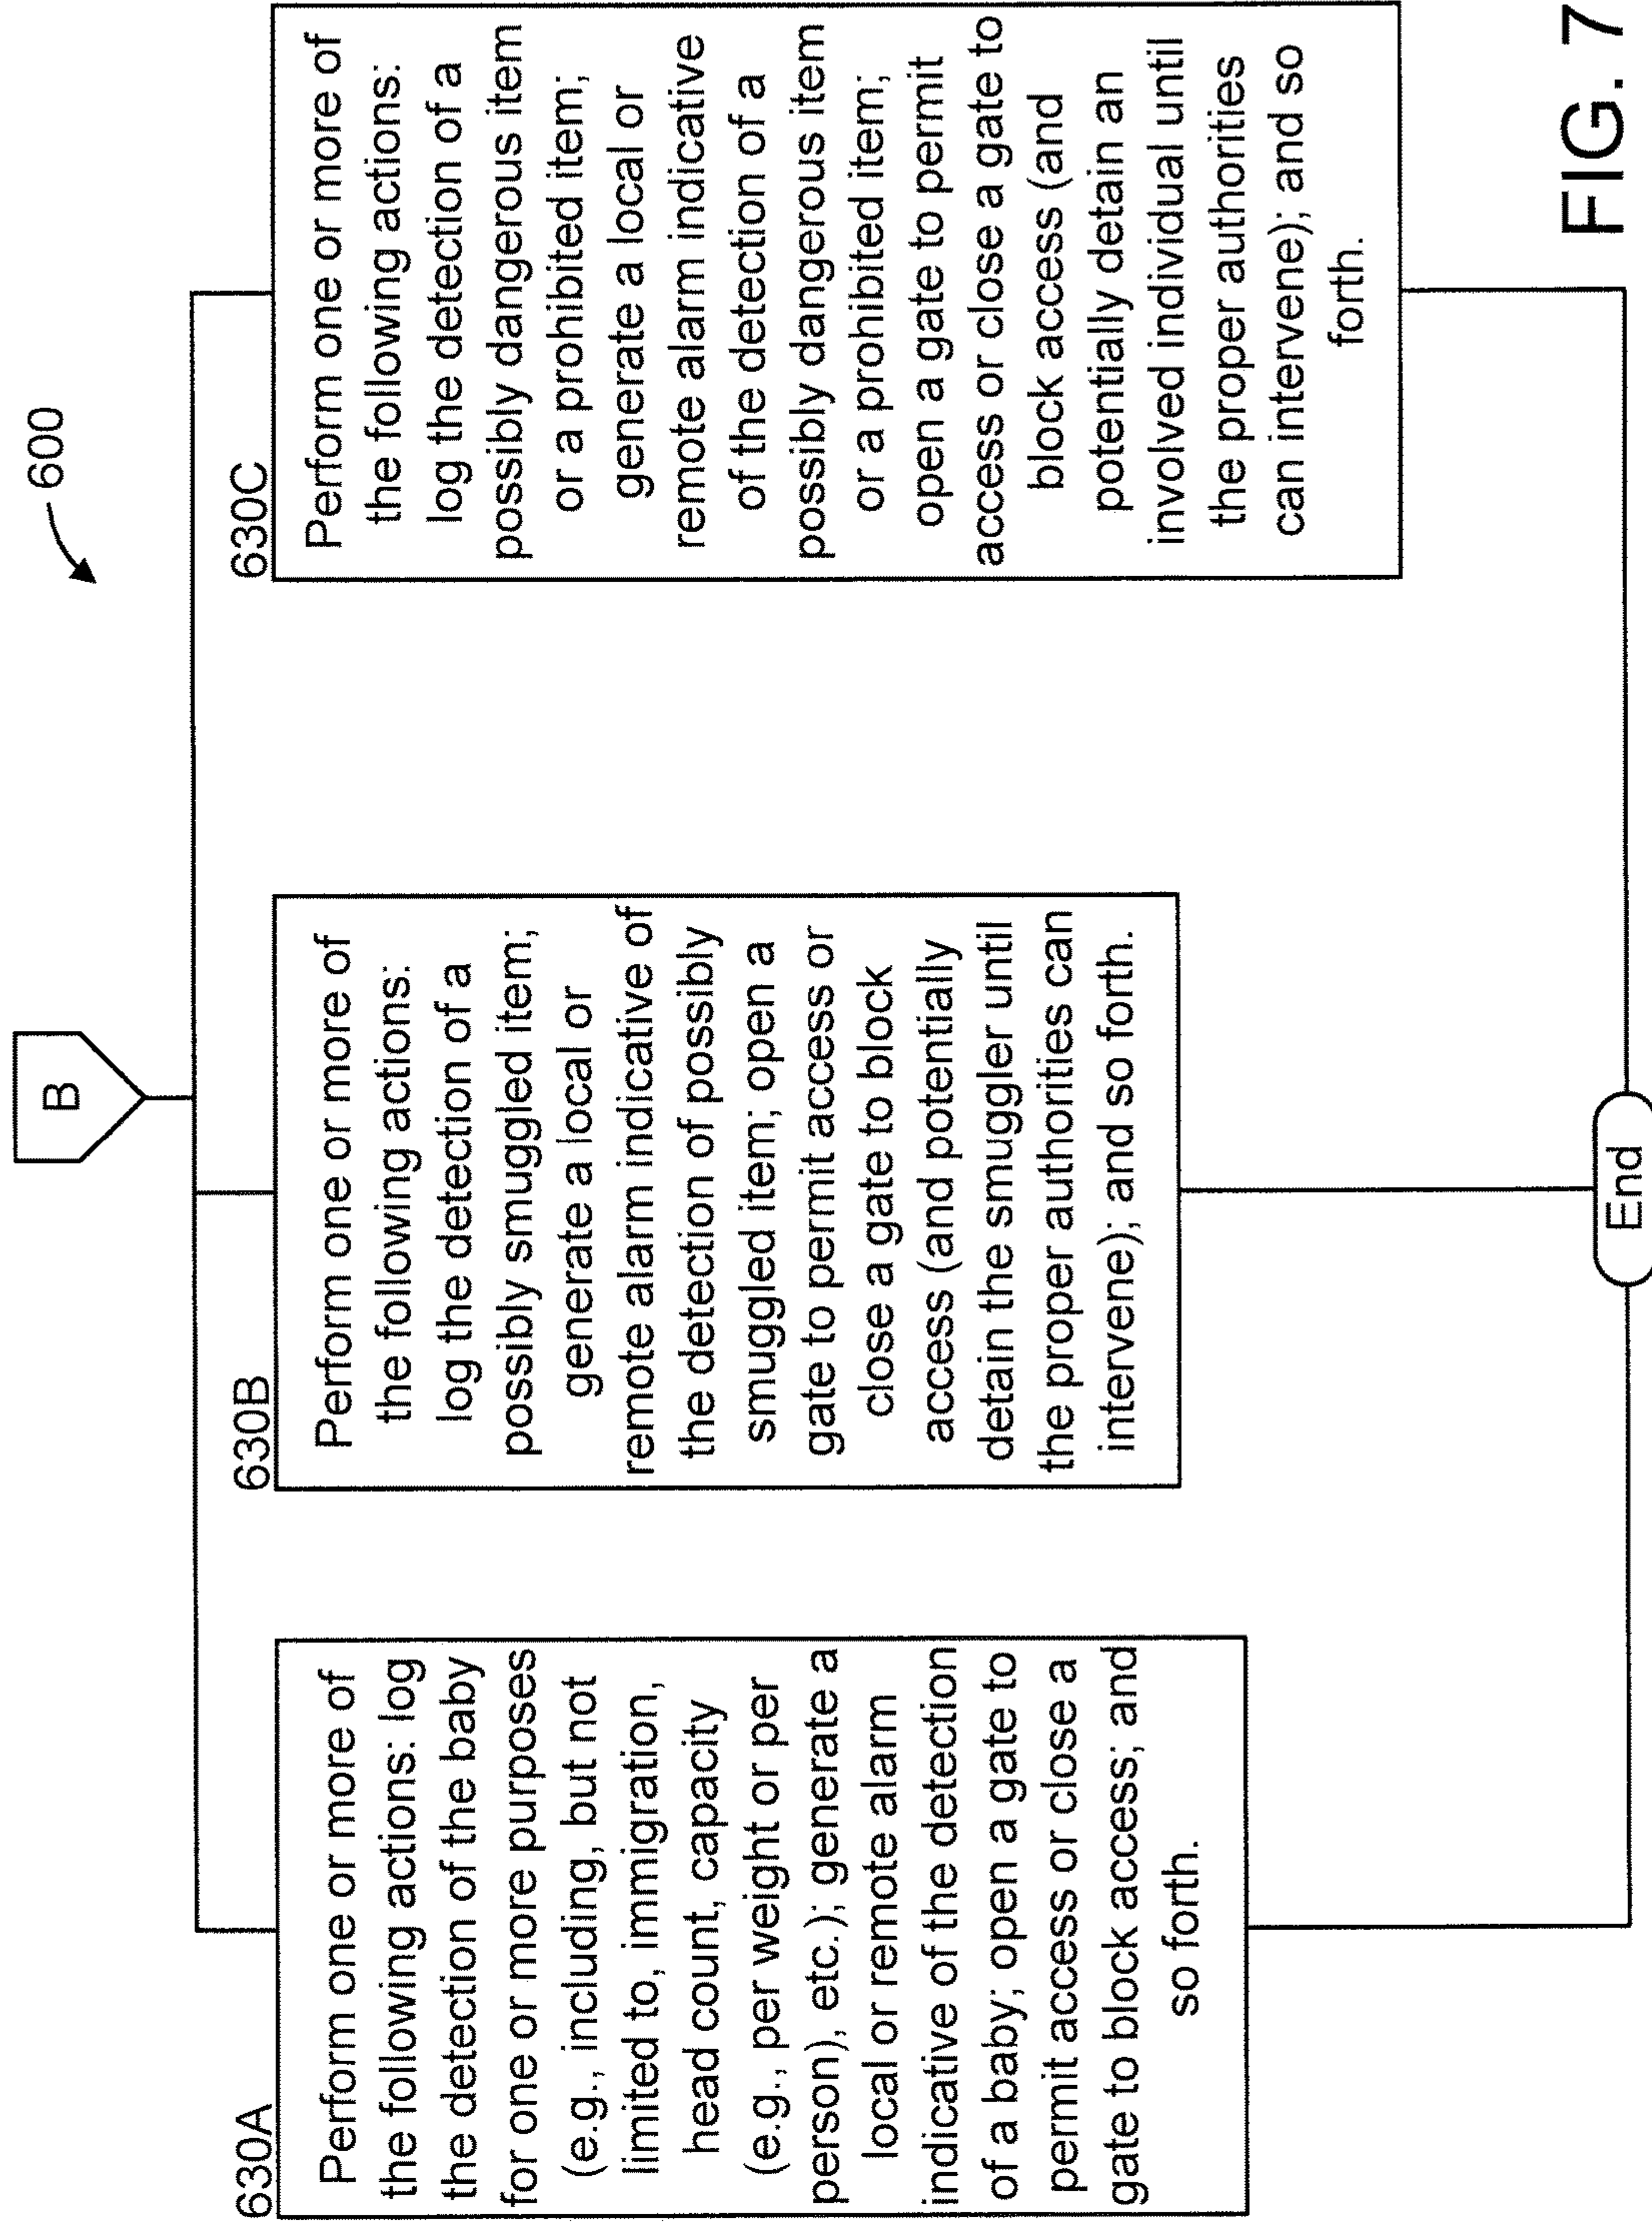 600
B
630A
Perform one or more of
the following actions: log
the detection of the baby
for one or more purposes
(e.g., including, but not
limited to, immigration,
head count, capacity
(e.g., per weight or per
person), etc.); generate a
local or remote alarm
indicative of the detection
of a baby; open a gate to
permit access or close a
gate to block access; and
so forth.
630B
Perform one or more of
the following actions:
log the detection of a
possibly smuggled item;
generate a local or
remote alarm indicative of
the detection of possibly
smuggled item; open a
gate to permit access or
close a gate to block
access (and potentially
detain the smuggler until
the proper authorities can
intervene); and so forth.
630C
Perform one or more of
the following actions:
log the detection of a
possibly dangerous item
or a prohibited item;
generate a local or
remote alarm indicative
of the detection of a
possibly dangerous item
or a prohibited item;
open a gate to permit
access or close a gate to
block access (and
potentially detain an
involved individual until
the proper authorities
can intervene); and so
forth.
End
FIG. 7